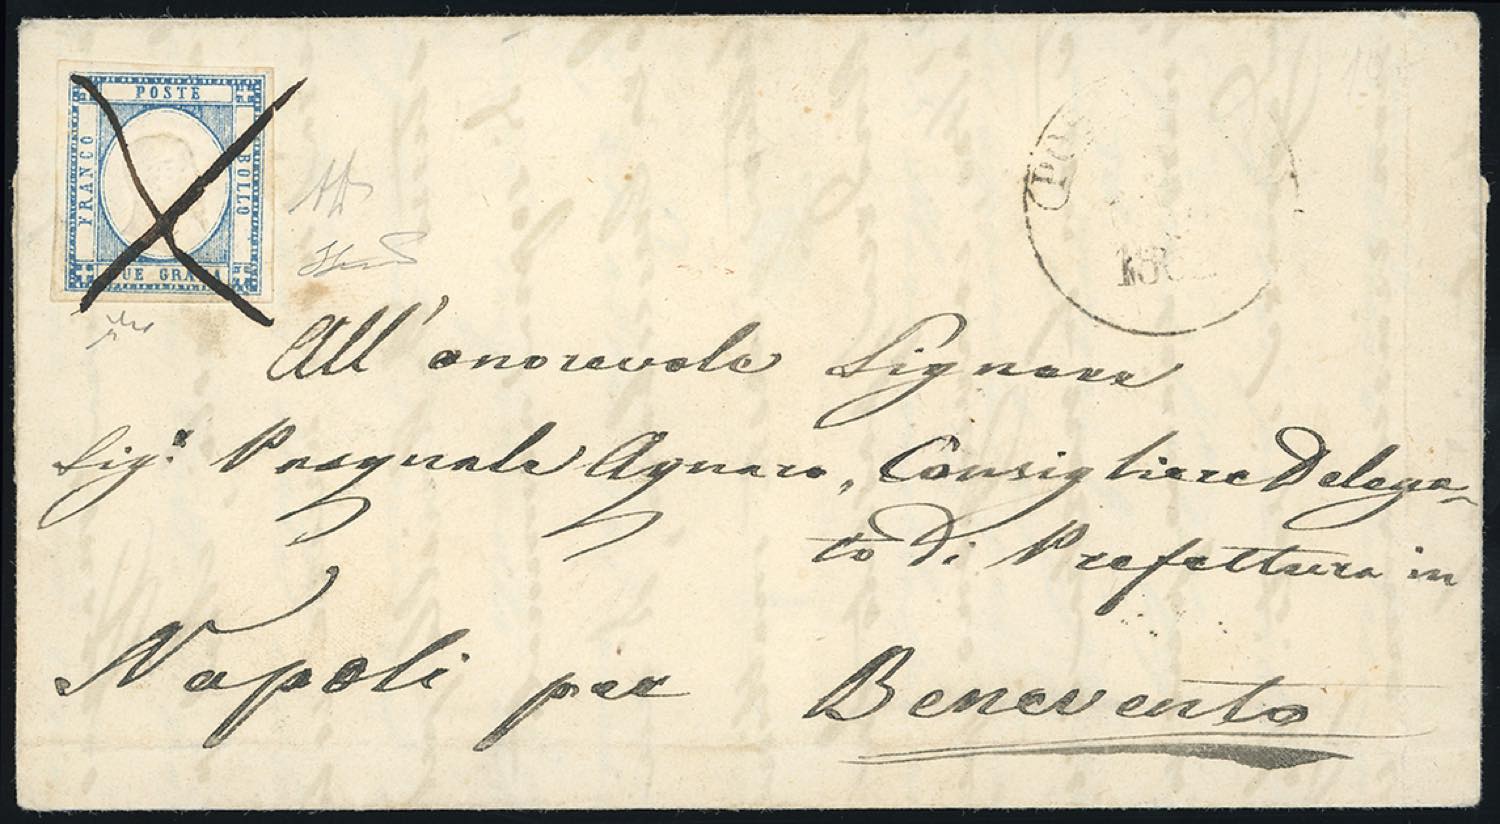 POSTE
FRANCO
BOLLO
DUE GRANA
All' onorevole Signore
Sigr. Pasquale Agnaro, Consigliere Delega-
to di Prefettura in
Napoli per Benevento